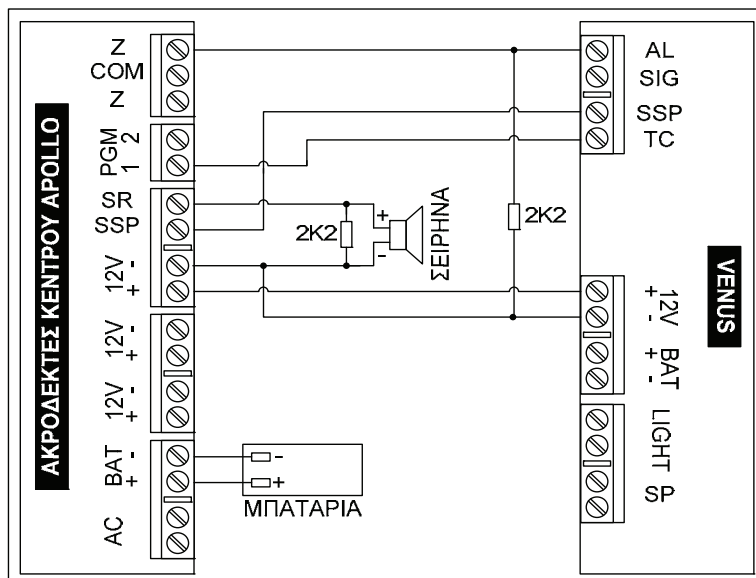 ΑΚΡΟΔΕΚΤΕΣ ΚΕΝΤΡΟΥ APOLLO
Z
COM
Z
PGM
1 2
SR
SSP
12V
+ -
12V
+ -
12V
+ -
BAT
+ -
AC
2K2
+
-
ΣΕΙΡΗΝΑ
2K2
-
+
ΜΠΑΤΑΡΙΑ
AL
SIG
SSP
TC
12V
+ -
BAT
+ -
LIGHT
SP
VENUS